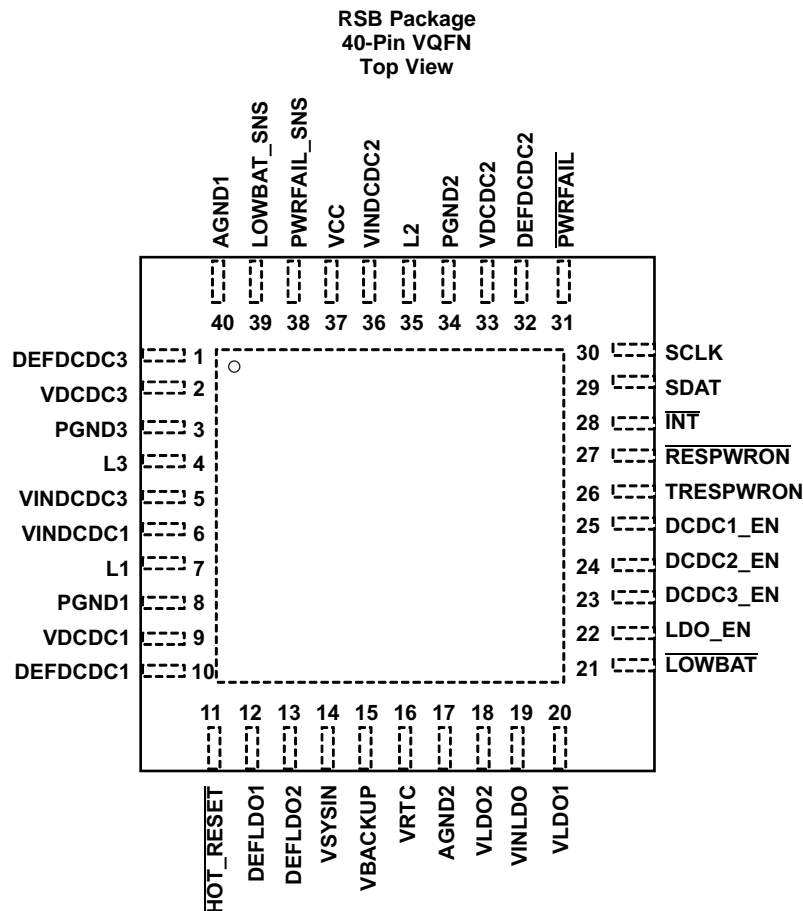 RSB Package
40-Pin VQFN
Top View
AGND1
LOWBAT_SNS
PWRFAIL_SNS
VCC
VINDCDC2
L2
PGND2
VDCDC2
DEFDCDC2
PWRFAIL
40 39 38 37 36 35 34 33 32 31
DEFDCDC3 1
VDCDC3 2
PGND3 3
L3 4
VINDCDC3 5
VINDCDC1 6
L1 7
PGND1 8
VDCDC1 9
DEFDCDC1 10
30 SCLK
29 SDAT
28 INT
27 RESPWRON
26 TRESPWRON
25 DCDC1_EN
24 DCDC2_EN
23 DCDC3_EN
22 LDO_EN
21 LOWBAT
11 12 13 14 15 16 17 18 19 20
HOT_RESET
DEFLDO1
DEFLDO2
VSYSIN
VBACKUP
VRTC
AGND2
VLDO2
VINLDO
VLDO1